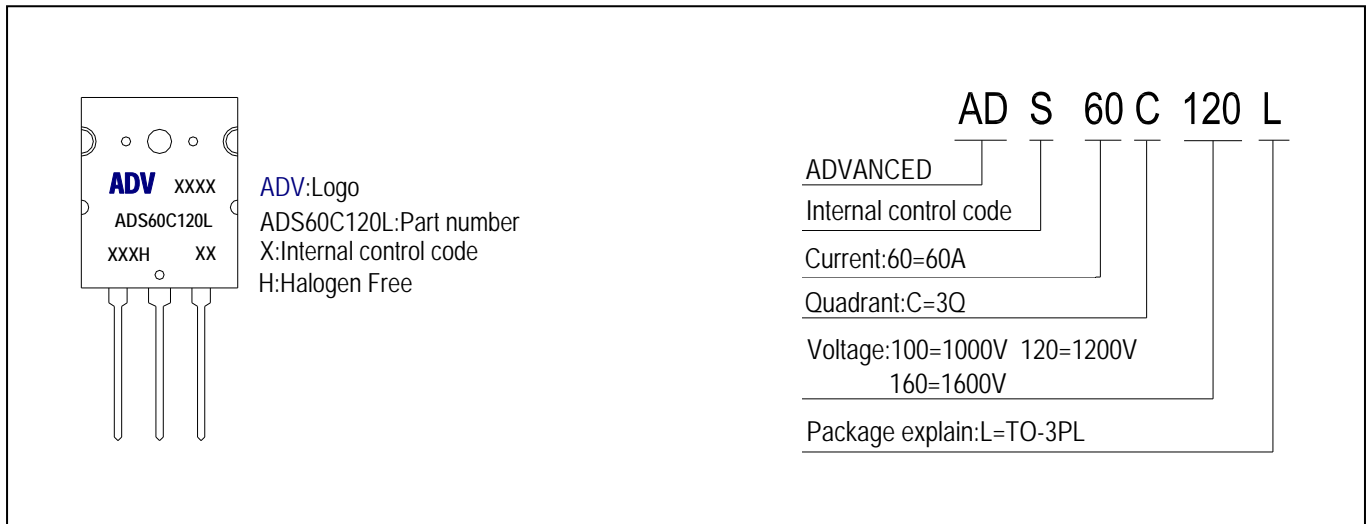 ADV XXXX
ADS60C120L
XXXH XX
ADV:Logo
ADS60C120L:Part number
X:Internal control code
H:Halogen Free
AD S 60 C 120 L
ADVANCED
Internal control code
Current:60=60A
Quadrant:C=3Q
Voltage:100=1000V 120=1200V
160=1600V
Package explain:L=TO-3PL